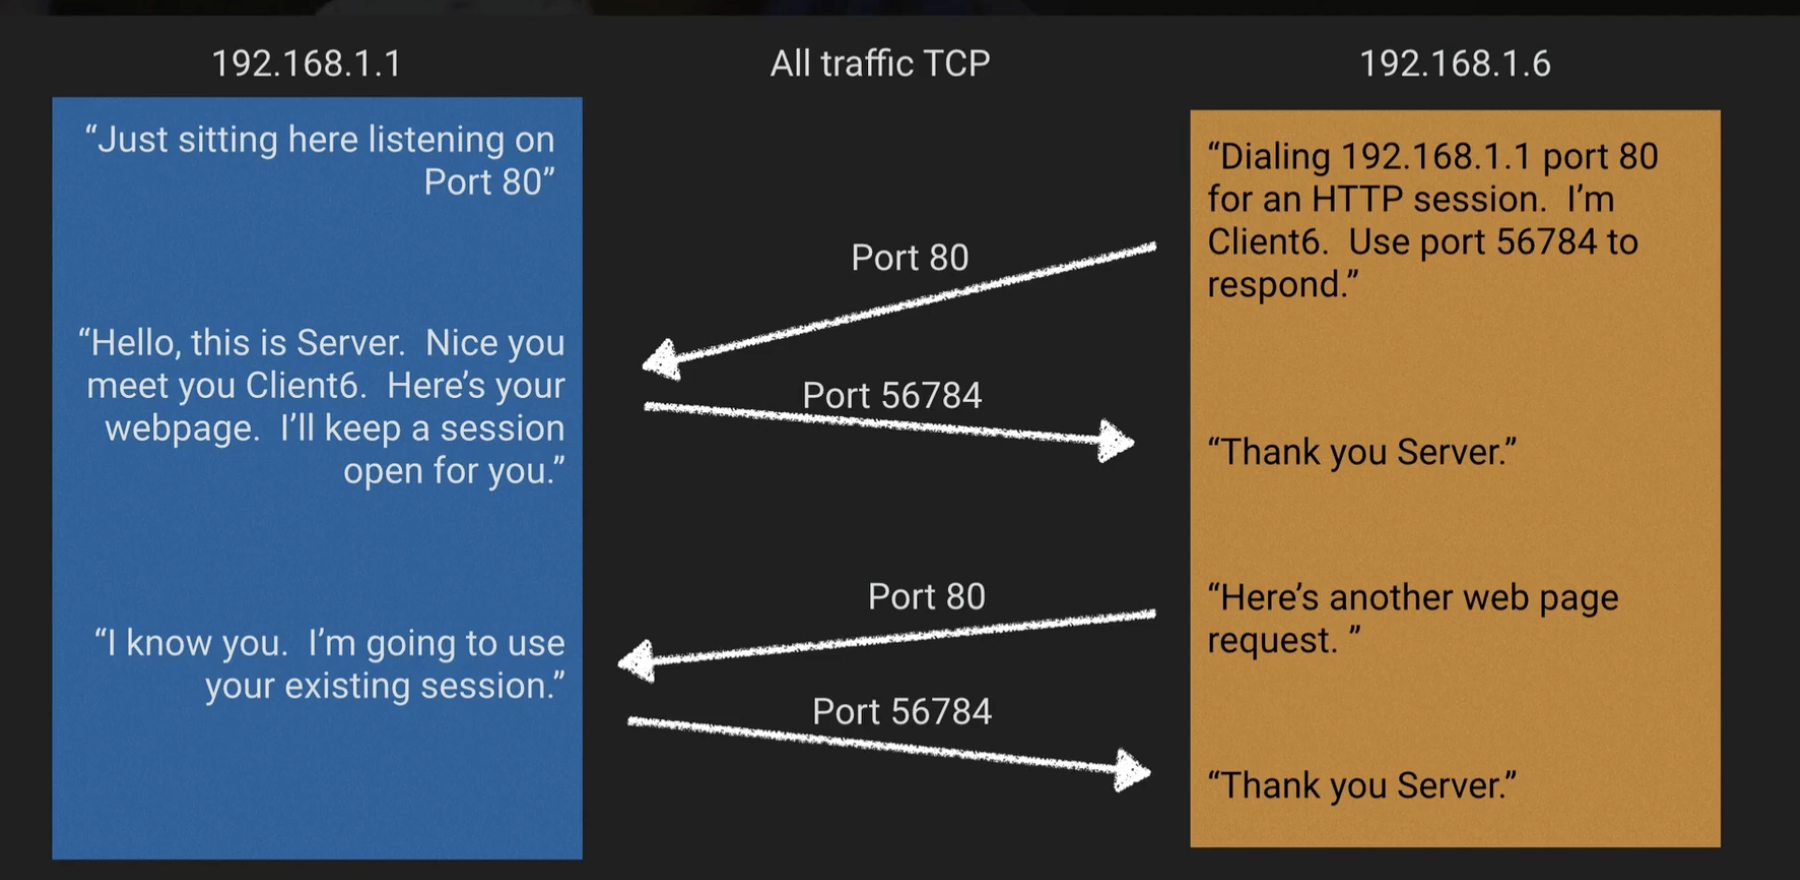 192.168.1.1
All traffic TCP
192.168.1.6
“Just sitting here listening on
Port 80”
“Dialing 192.168.1.1 port 80
for an HTTP session.  I’m
Client6.  Use port 56784 to
respond.”
Port 80
“Hello, this is Server.  Nice you
meet you Client6.  Here’s your
webpage.  I’ll keep a session
open for you.”
Port 56784
“Thank you Server.”
Port 80
“Here’s another web page
request. ”
“I know you.  I’m going to use
your existing session.”
Port 56784
“Thank you Server.”